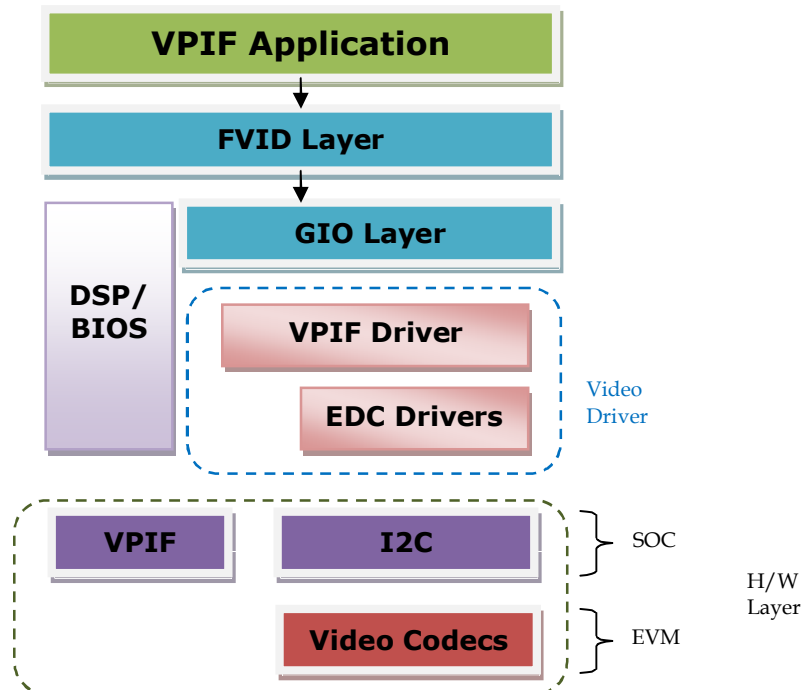 VPIF Application
FVID Layer
GIO Layer
DSP/
BIOS
VPIF Driver
EDC Drivers
Video
Driver
VPIF
I2C
SOC
H/W
Layer
Video Codecs
EVM